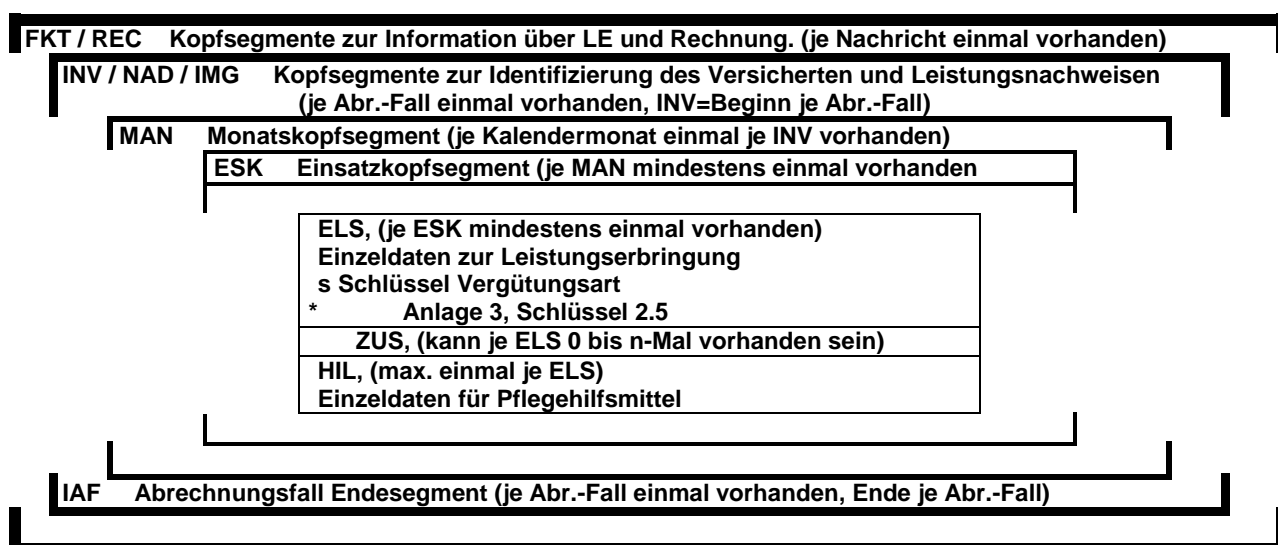 FKT / REC Kopfsegmente zur Information über LE und Rechnung. (je Nachricht einmal vorhanden)
INV / NAD / IMG Kopfsegmente zur Identifizierung des Versicherten und Leistungsnachweisen
(je Abr.-Fall einmal vorhanden, INV=Beginn je Abr.-Fall)
MAN Monatskopfsegment (je Kalendermonat einmal je INV vorhanden)
ESK Einsatzkopfsegment (je MAN mindestens einmal vorhanden
ELS, (je ESK mindestens einmal vorhanden)
Einzeldaten zur Leistungserbringung
s Schlüssel Vergütungsart
* Anlage 3, Schlüssel 2.5
ZUS, (kann je ELS 0 bis n-Mal vorhanden sein)
HIL, (max. einmal je ELS)
Einzeldaten für Pflegehilfsmittel
IAF Abrechnungsfall Endesegment (je Abr.-Fall einmal vorhanden, Ende je Abr.-Fall)